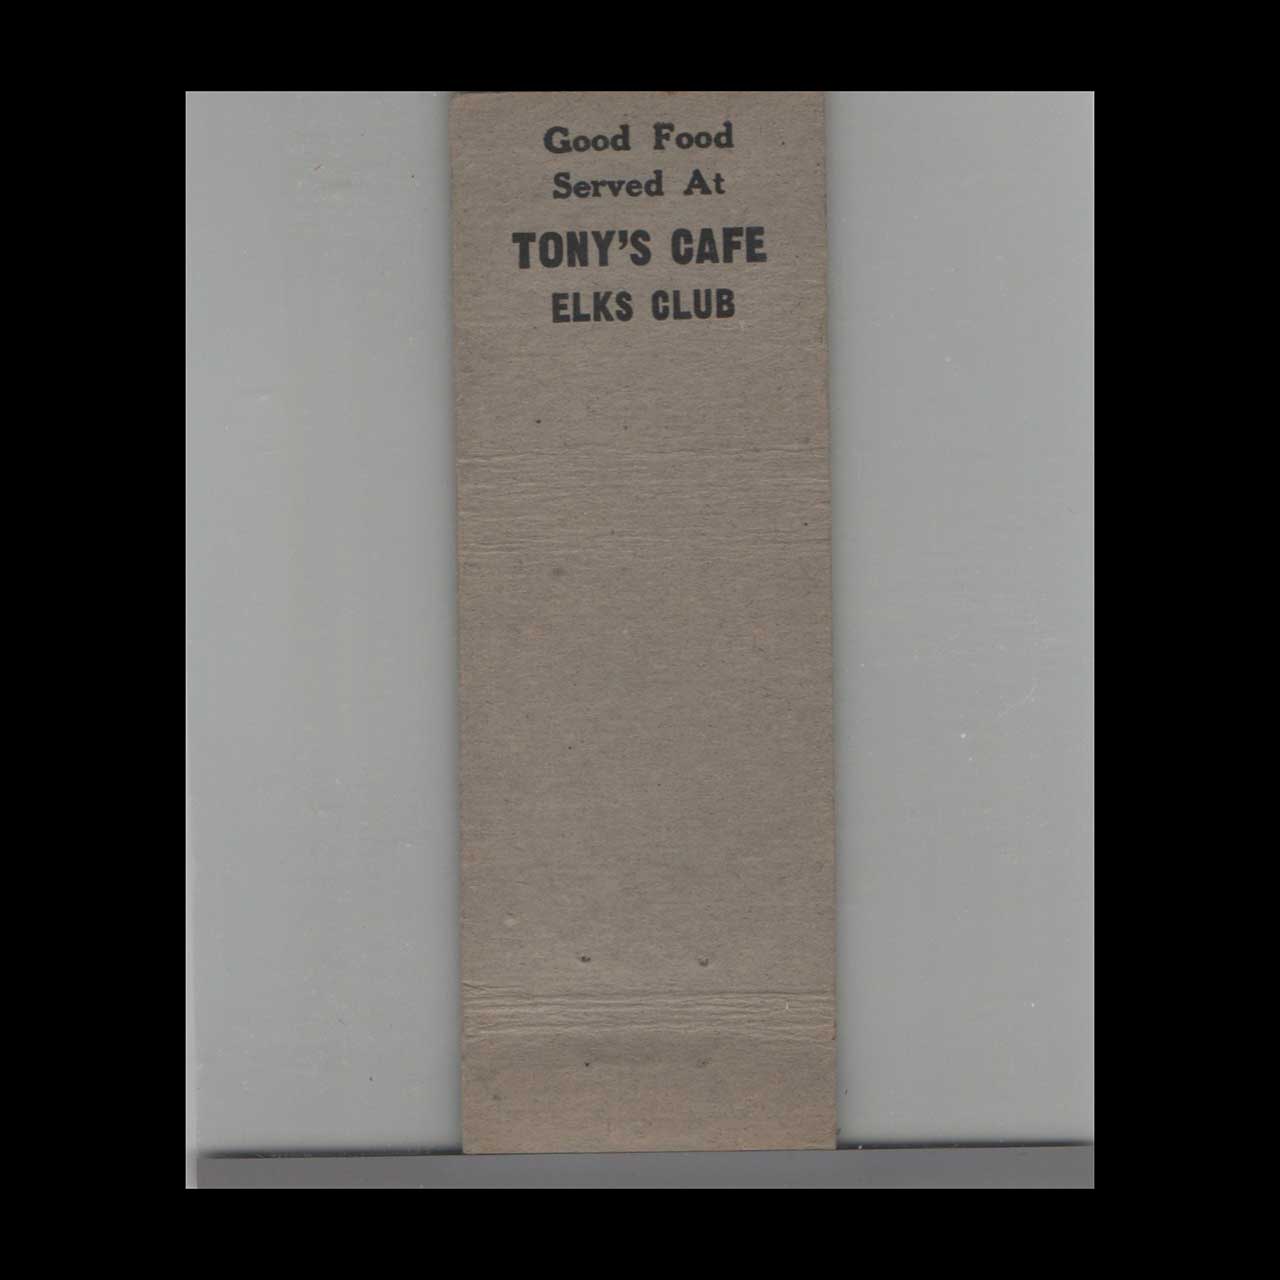 Good Food
Served At
TONY'S CAFE
ELKS CLUB